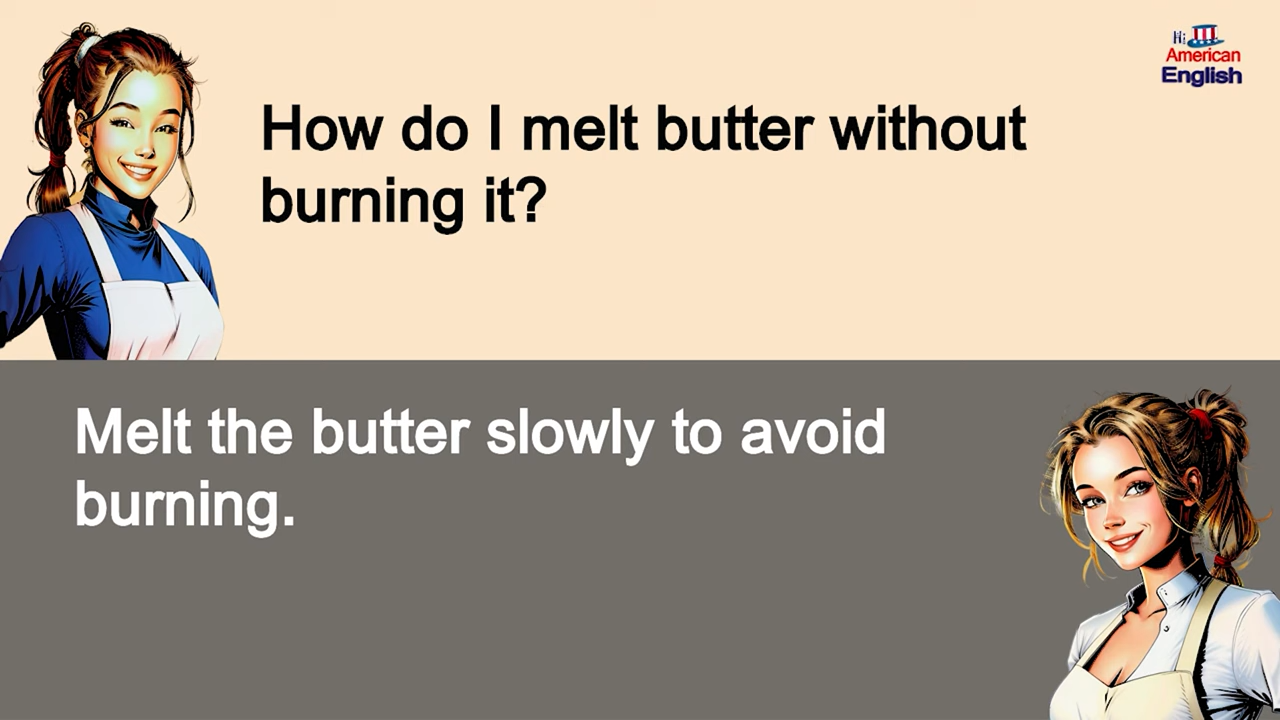 Hi
American
English
How do I melt butter without
burning it?
Melt the butter slowly to avoid
burning.